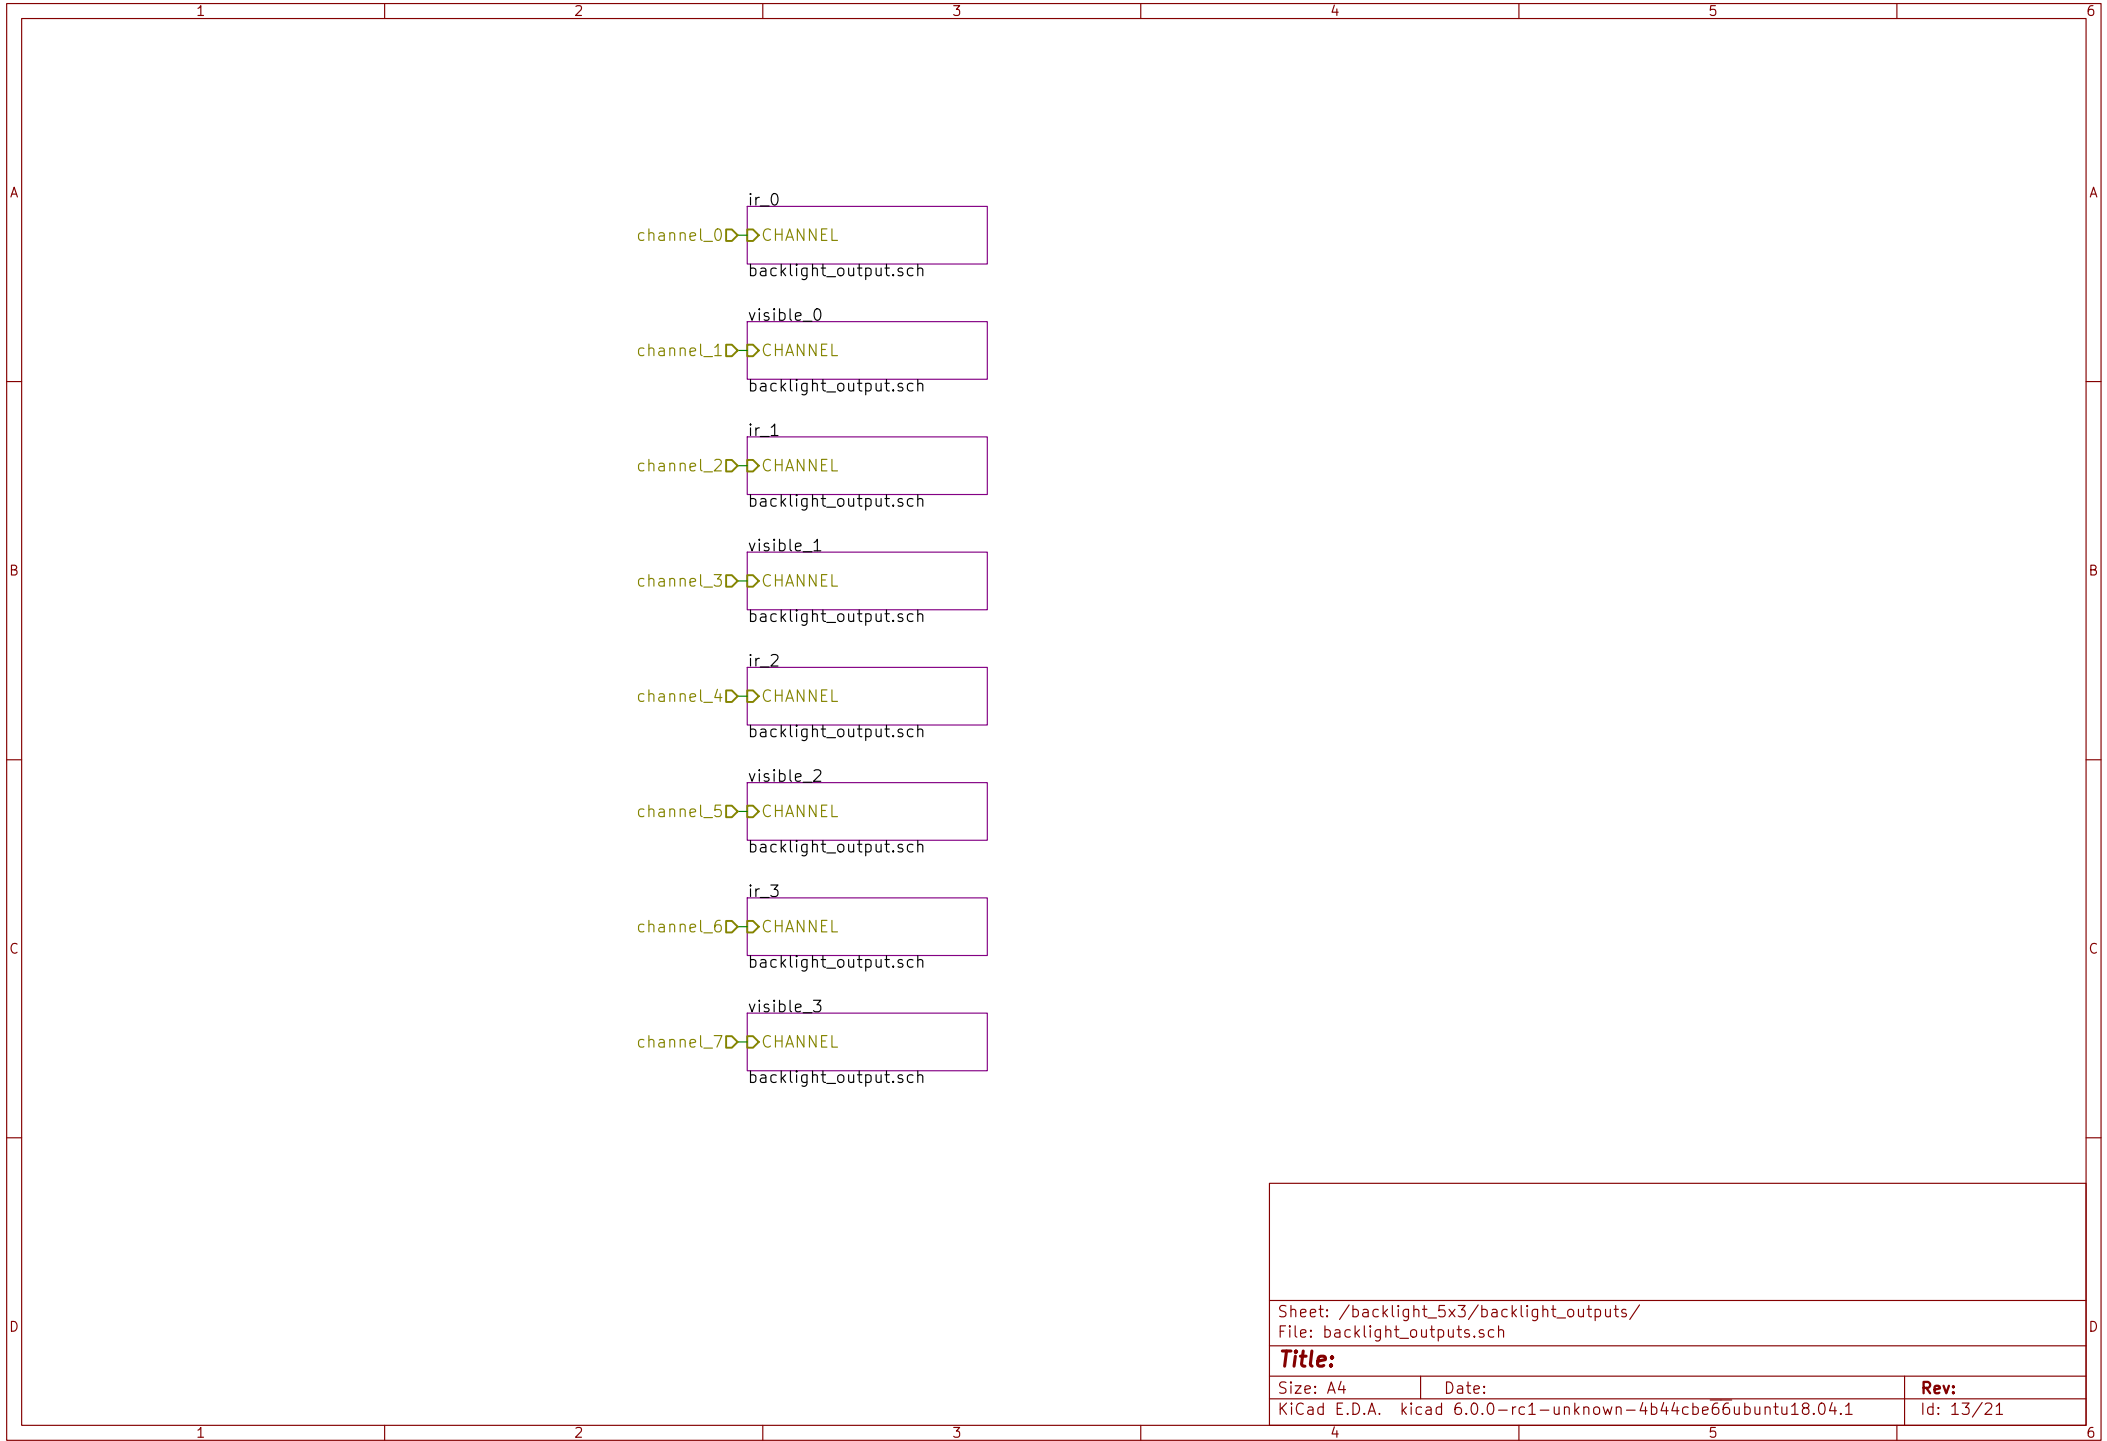 1 2 3 4 5 6
A A
ir_0
channel_0 CHANNEL
backlight_output.sch
visible_0
channel_1 CHANNEL
backlight_output.sch
ir_1
channel_2 CHANNEL
backlight_output.sch
visible_1
B B
channel_3 CHANNEL
backlight_output.sch
ir_2
channel_4 CHANNEL
backlight_output.sch
visible_2
channel_5 CHANNEL
backlight_output.sch
ir_3
channel_6 CHANNEL
C C
backlight_output.sch
visible_3
channel_7 CHANNEL
backlight_output.sch
Sheet: /backlight_5x3/backlight_outputs/
D D
File: backlight_outputs.sch
Title:
Size: A4 Date: Rev:
KiCad E.D.A. kicad 6.0.0-rc1-unknown-4b44cbe66ubuntu18.04.1 Id: 13/21
1 2 3 4 5 6